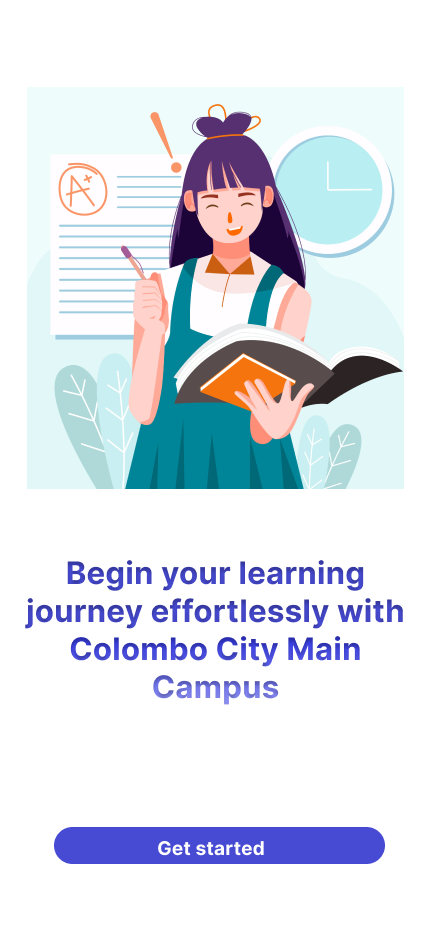 A+
Begin your learning
journey effortlessly with
Colombo City Main
Campus
Get started